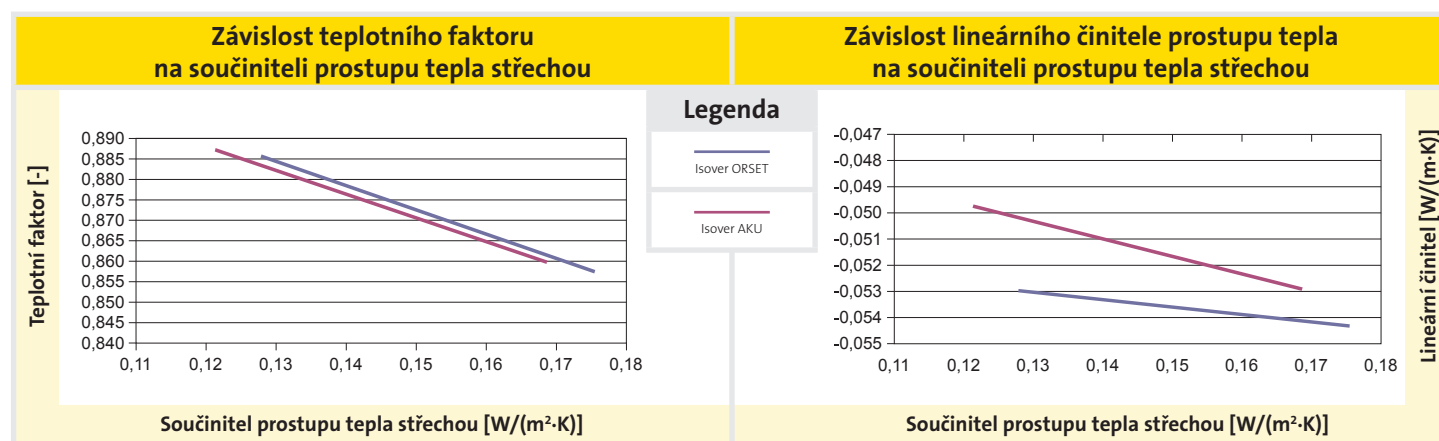 Závislost teplotního faktoru
na součiniteli prostupu tepla střechou
Závislost lineárního činitele prostupu tepla
na součiniteli prostupu tepla střechou
Teplotní faktor [-]
0,890
0,885
0,880
0,875
0,870
0,865
0,860
0,855
0,850
0,845
0,840
0,11 0,12 0,13 0,14 0,15 0,16 0,17 0,18
Součinitel prostupu tepla střechou [W/(m²·K)]
Legenda
Isover ORSET
Isover AKU
-0,047
-0,048
-0,049
-0,050
-0,051
-0,052
-0,053
-0,054
-0,055
0,11 0,12 0,13 0,14 0,15 0,16 0,17 0,18
Lineární činitel [W/(m·K)]
Součinitel prostupu tepla střechou [W/(m²·K)]